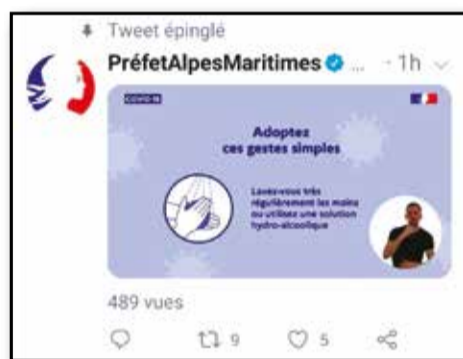 Tweet épinglé
PréfetAlpesMaritimes ... · 1h
COVID-19
Adoptez
ces gestes simples
Lavez-vous très
régulièrement les mains
ou utilisez une solution
hydro-alcoolique
489 vues
9 5